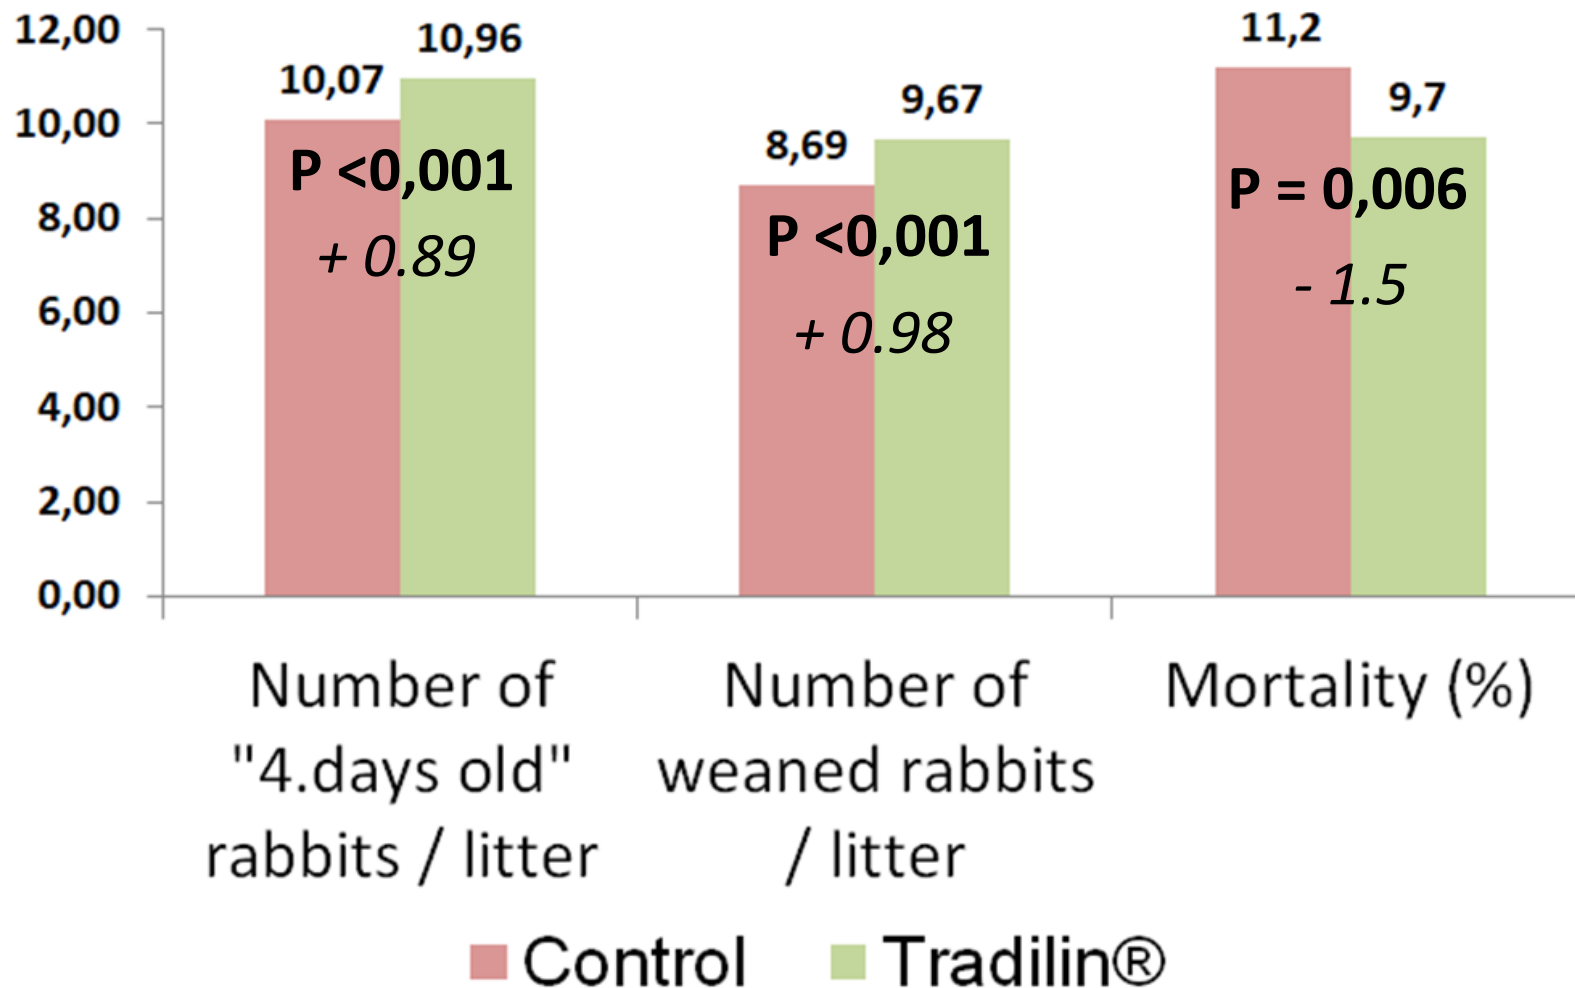 12,00
10,00
8,00
6,00
4,00
2,00
0,00
10,07
10,96
P <0,001
+ 0.89
8,69
9,67
P <0,001
+ 0.98
11,2
9,7
P = 0,006
- 1.5
Number of
"4.days old"
rabbits / litter
Number of
weaned rabbits
/ litter
Mortality (%)
Control
Tradilin®